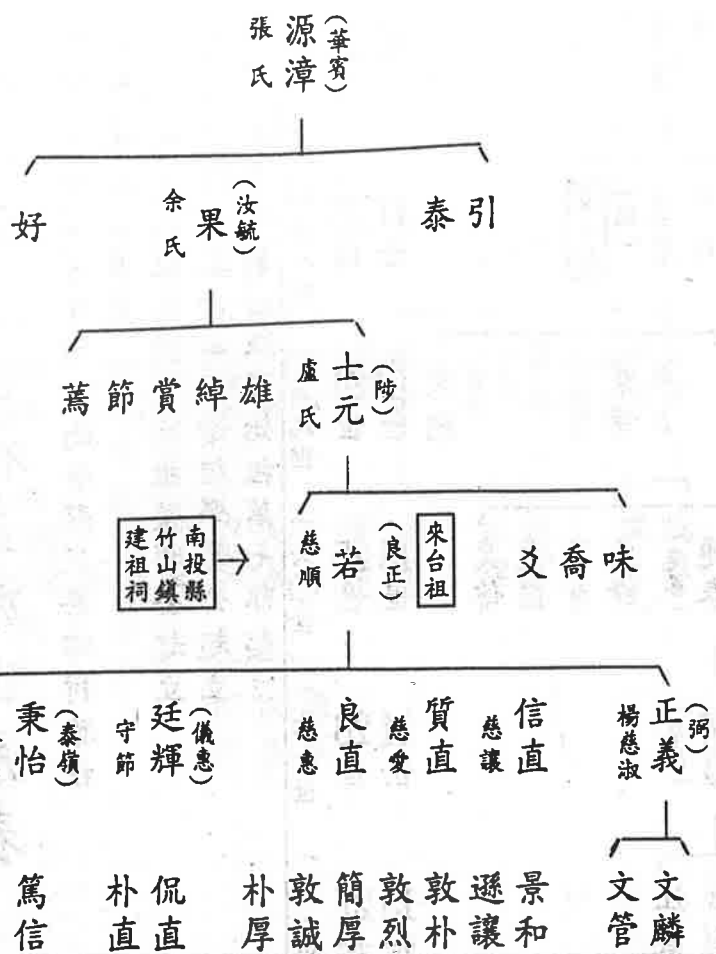 (華賓)
源漳
張氏
引
泰
(汝毓)
果
余氏
好
(陟)
士元
盧氏
雄
綽
賞
節
蔫
味
喬
爻
來台祖
(良正)
若
慈順
南投縣
竹山鎮
建祖祠
(弼)
正義
楊慈淑
信直
慈讓
質直
慈愛
良直
慈惠
(儀惠)
廷輝
守節
(泰嶺)
秉怡
文麟
文管
景和
遜讓
敦朴
敦烈
簡厚
敦誠
朴厚
侃直
朴直
篤信